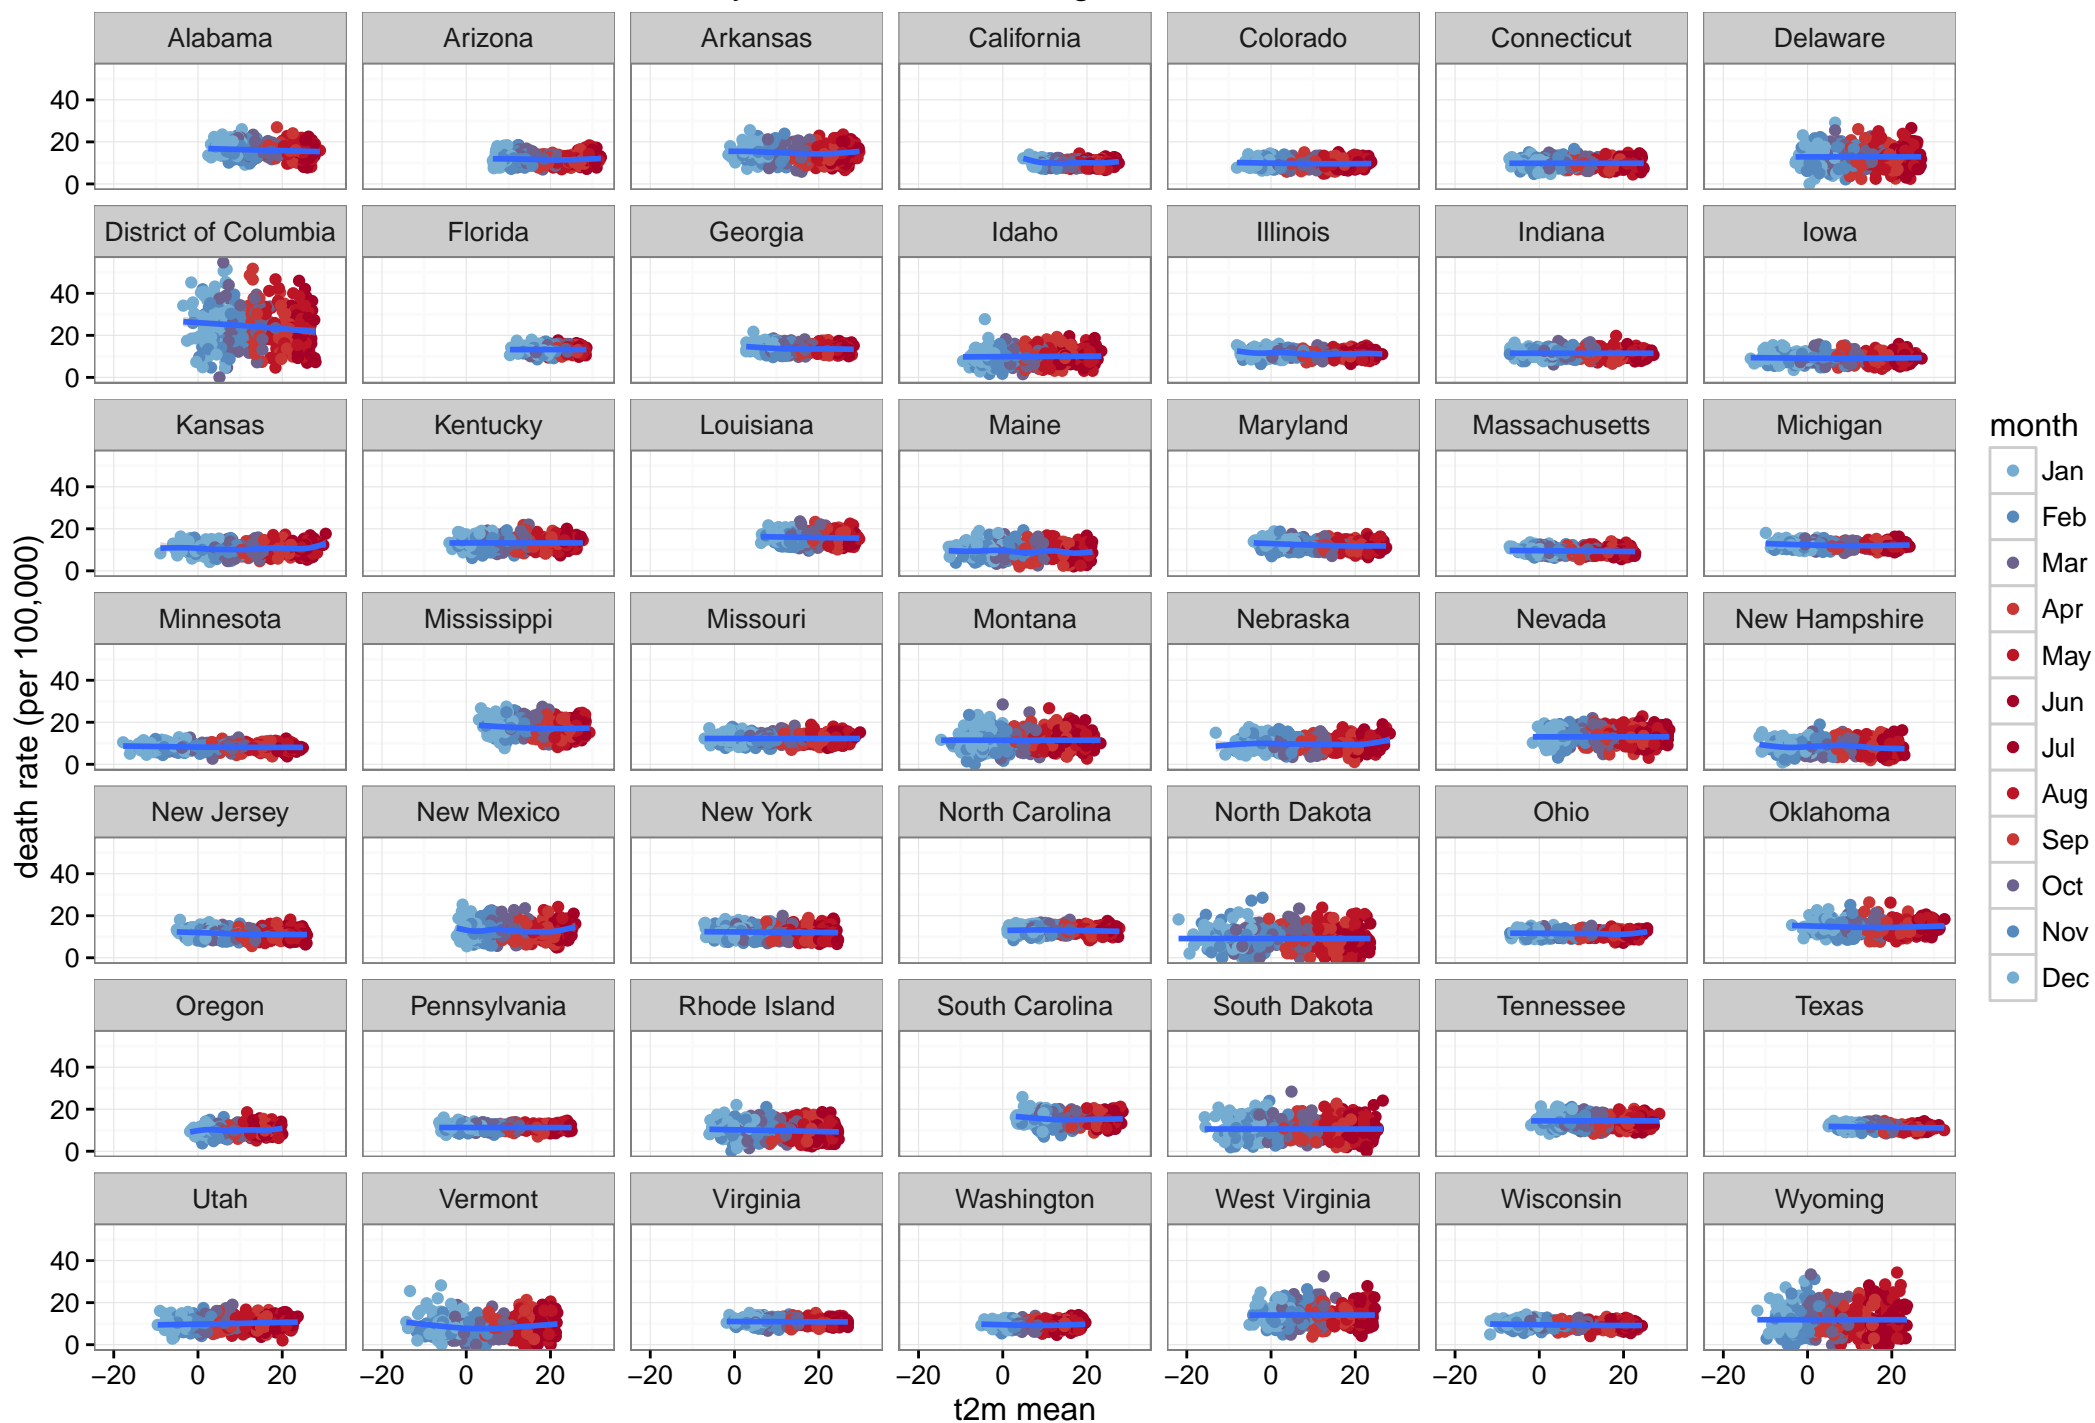 Alabama Arizona Arkansas California Colorado Connecticut Delaware
40
20
0
District of Columbia Florida Georgia Idaho Illinois Indiana Iowa
40
20
0
Kansas Kentucky Louisiana Maine Maryland Massachusetts Michigan
40
20
0
Minnesota Mississippi Missouri Montana Nebraska Nevada New Hampshire
40
20
0
New Jersey New Mexico New York North Carolina North Dakota Ohio Oklahoma
40
20
0
Oregon Pennsylvania Rhode Island South Carolina South Dakota Tennessee Texas
40
20
0
Utah Vermont Virginia Washington West Virginia Wisconsin Wyoming
40
20
0
−20 0 20 −20 0 20 −20 0 20 −20 0 20 −20 0 20 −20 0 20 −20 0 20
t2m mean
death rate (per 100,000)
month
Jan
Feb
Mar
Apr
May
Jun
Jul
Aug
Sep
Oct
Nov
Dec